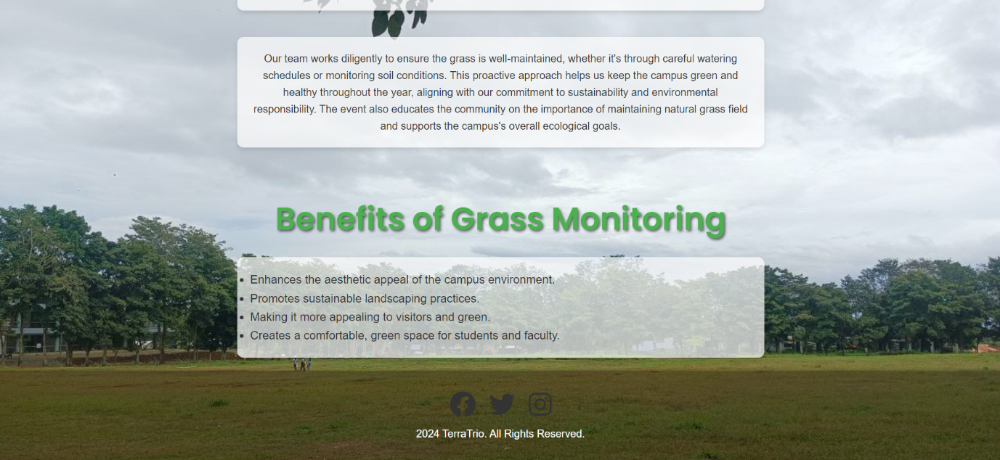 Our team works diligently to ensure the grass is well-maintained, whether it's through careful watering
schedules or monitoring soil conditions. This proactive approach helps us keep the campus green and
healthy throughout the year, aligning with our commitment to sustainability and environmental
responsibility. The event also educates the community on the importance of maintaining natural grass field
and supports the campus's overall ecological goals.
Benefits of Grass Monitoring
• Enhances the aesthetic appeal of the campus environment.
• Promotes sustainable landscaping practices.
• Making it more appealing to visitors and green.
• Creates a comfortable, green space for students and faculty.
2024 TerraTrio. All Rights Reserved.